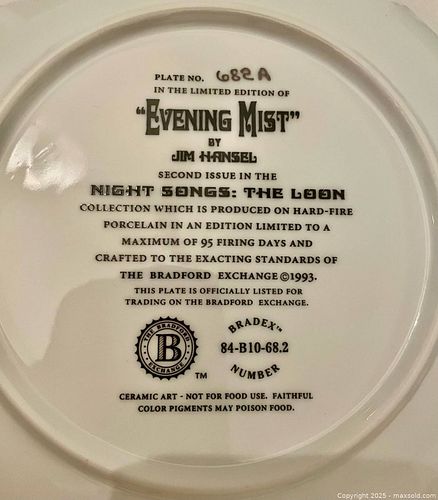 PLATE NO. 682A
IN THE LIMITED EDITION OF
“EVENING MIST”
BY
JIM HANSEL
SECOND ISSUE IN THE
NIGHT SONGS: THE LOON
COLLECTION WHICH IS PRODUCED ON HARD-FIRE
PORCELAIN IN AN EDITION LIMITED TO A
MAXIMUM OF 95 FIRING DAYS AND
CRAFTED TO THE EXACTING STANDARDS OF
THE BRADFORD EXCHANGE ©1993.
THIS PLATE IS OFFICIALLY LISTED FOR
TRADING ON THE BRADFORD EXCHANGE.
THE BRADFORD
B
EXCHANGE
TM
BRADEX™
84-B10-68.2
NUMBER
CERAMIC ART - NOT FOR FOOD USE. FAITHFUL
COLOR PIGMENTS MAY POISON FOOD.
Copyright 2025 - maxsold.com